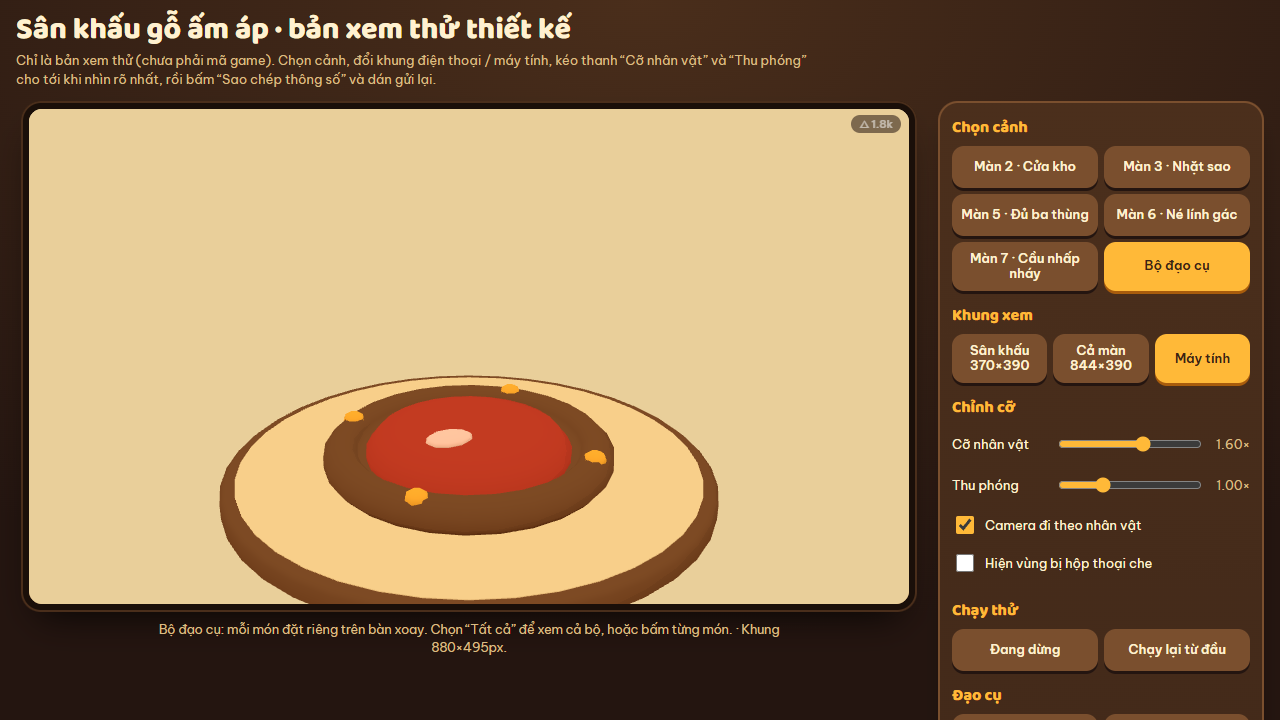 Sân khấu gỗ ấm áp · bản xem thử thiết kế
Chỉ là bản xem thử (chưa phải mã game). Chọn cảnh, đổi khung điện thoại / máy tính, kéo thanh “Cỡ nhân vật” và “Thu phóng”
cho tới khi nhìn rõ nhất, rồi bấm “Sao chép thông số” và dán gửi lại.
△ 1.8k
Bộ đạo cụ: mỗi món đặt riêng trên bàn xoay. Chọn “Tất cả” để xem cả bộ, hoặc bấm từng món. · Khung
880×495px.
Chọn cảnh
Màn 2 · Cửa kho
Màn 3 · Nhặt sao
Màn 5 · Đủ ba thùng
Màn 6 · Né lính gác
Màn 7 · Cầu nhấp
nháy
Bộ đạo cụ
Khung xem
Sân khấu
370×390
Cả màn
844×390
Máy tính
Chỉnh cỡ
Cỡ nhân vật
1.60×
Thu phóng
1.00×
Camera đi theo nhân vật
Hiện vùng bị hộp thoại che
Chạy thử
Đang dừng
Chạy lại từ đầu
Đạo cụ